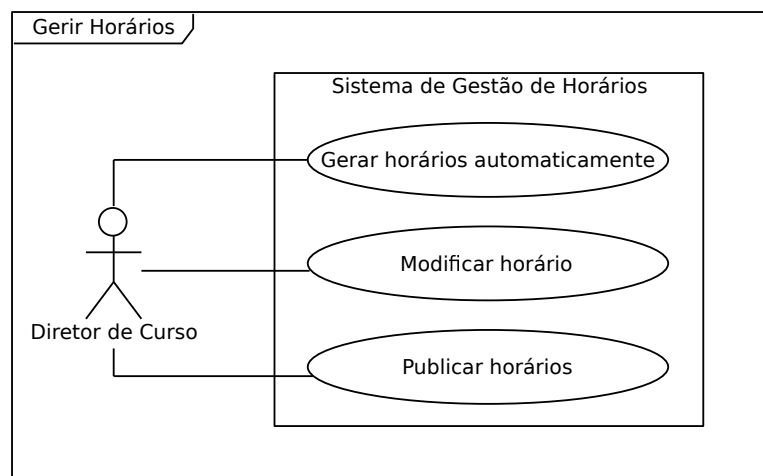 Gerir Horários
Sistema de Gestão de Horários
Gerar horários automaticamente
Modificar horário
Diretor de Curso
Publicar horários